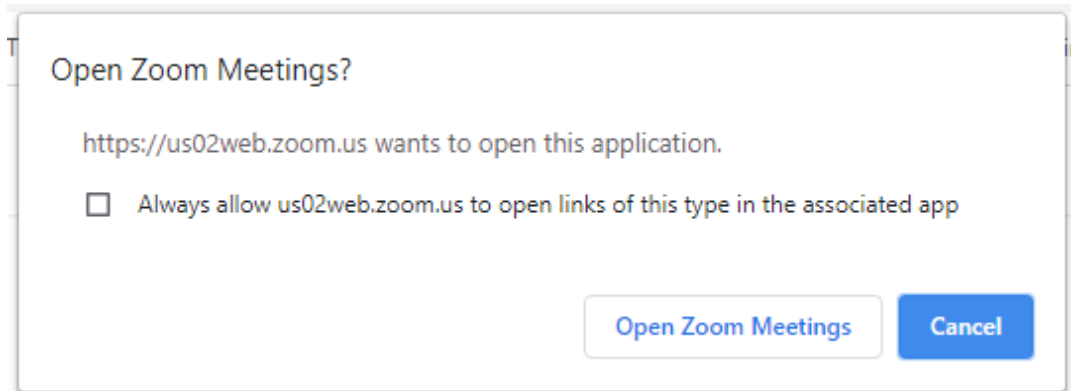 Open Zoom Meetings?
https://us02web.zoom.us wants to open this application.
Always allow us02web.zoom.us to open links of this type in the associated app
Open Zoom Meetings
Cancel